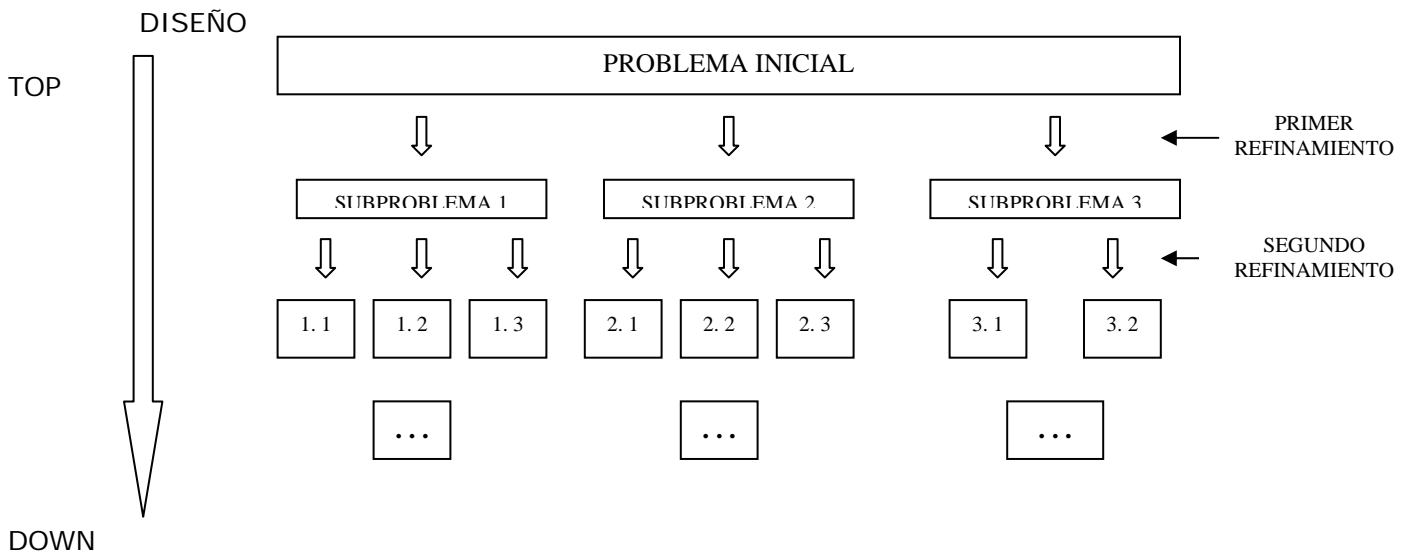 DISEÑO
TOP
PROBLEMA INICIAL
PRIMER
REFINAMIENTO
SUBPROBLEMA 1
SUBPROBLEMA 2
SUBPROBLEMA 3
SEGUNDO
REFINAMIENTO
1. 1
1. 2
1. 3
2. 1
2. 2
2. 3
3. 1
3. 2
...
...
...
DOWN